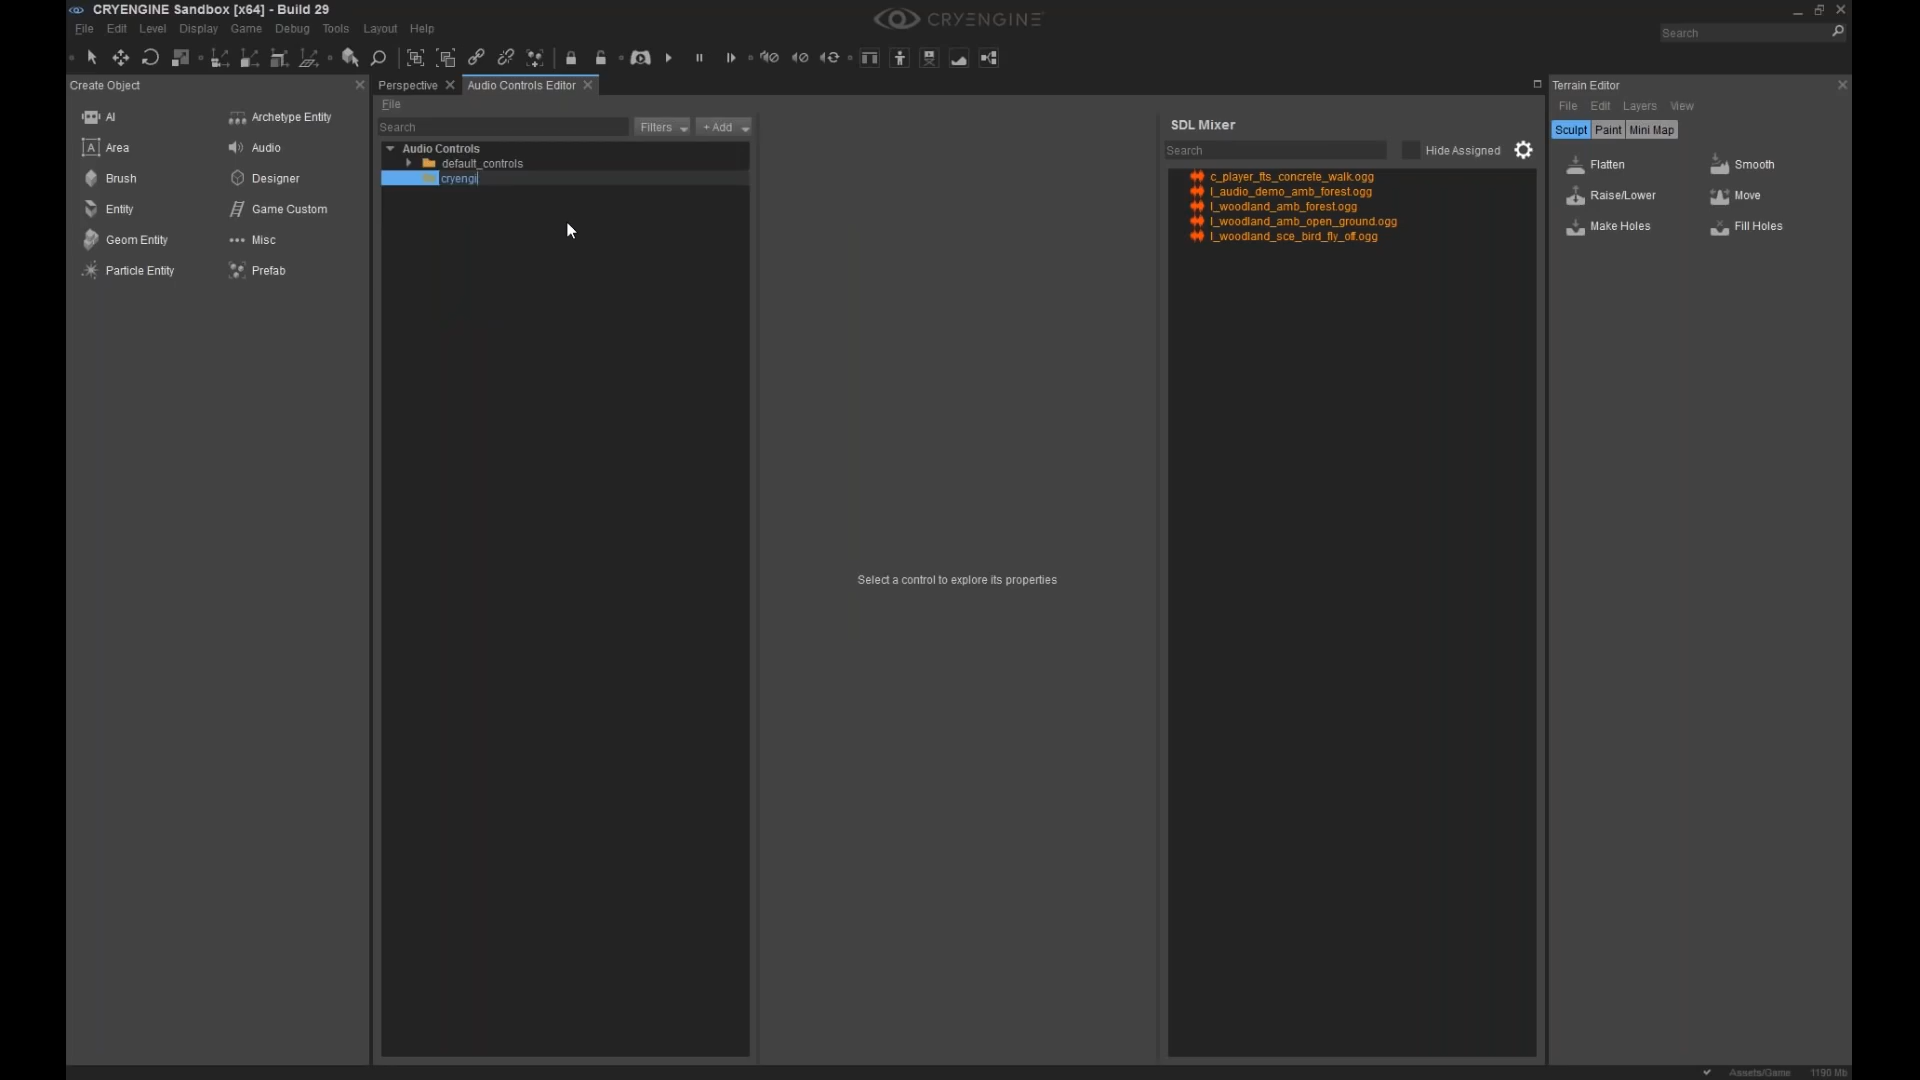 CRYENGINE Sandbox [x64] - Build 29
CRYENGINE
File Edit Level Display Game Debug Tools Layout Help
Search
Create Object
AI
Archetype Entity
Area
Audio
Brush
Designer
Entity
Game Custom
Geom Entity
Misc
Particle Entity
Prefab
Perspective
Audio Controls Editor
File
Search
Filters
+ Add
Audio Controls
default_controls
cryengi
Select a control to explore its properties
SDL Mixer
Search
Hide Assigned
c_player_fts_concrete_walk.ogg
l_audio_demo_amb_forest.ogg
l_woodland_amb_forest.ogg
l_woodland_amb_open_ground.ogg
l_woodland_sce_bird_fly_off.ogg
Terrain Editor
File Edit Layers View
Sculpt Paint Mini Map
Flatten
Smooth
Raise/Lower
Move
Make Holes
Fill Holes
Assets/Game 1190 Mb